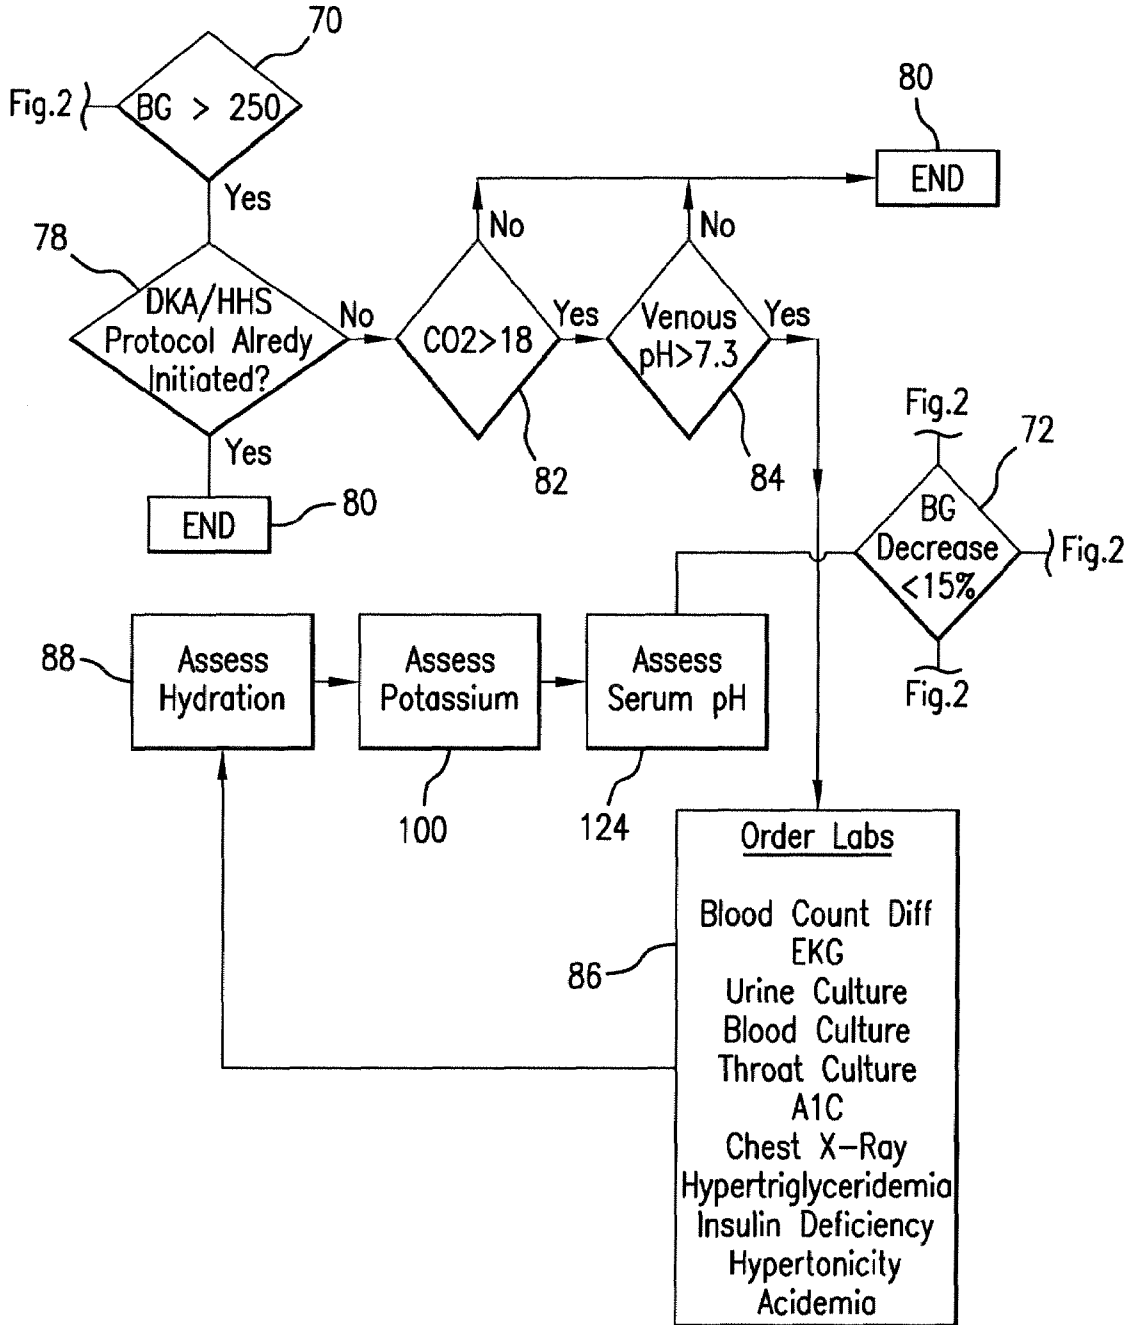 70
Fig.2
BG > 250
Yes
80
END
78
DKA/HHS
Protocol Alredy
Initiated?
No
No
No
CO2>18
Yes
Venous
pH>7.3
Yes
82
84
Yes
80
END
Fig.2
72
BG
Decrease
<15%
Fig.2
Fig.2
88
Assess
Hydration
Assess
Potassium
Assess
Serum pH
100
124
Order Labs
Blood Count Diff
EKG
86
Urine Culture
Blood Culture
Throat Culture
A1C
Chest X-Ray
Hypertriglyceridemia
Insulin Deficiency
Hypertonicity
Acidemia